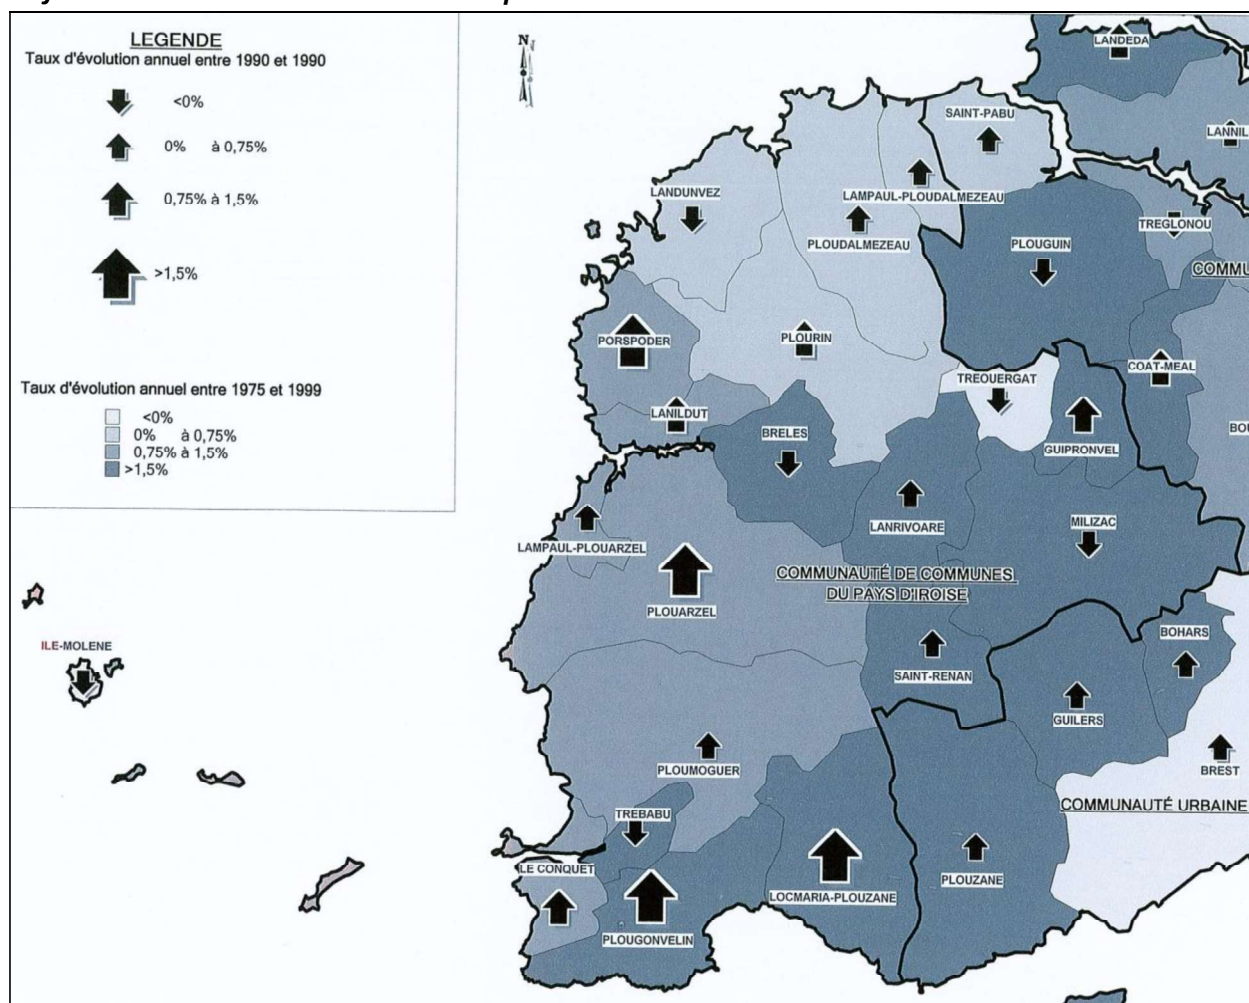 LEGENDE
Taux d'évolution annuel entre 1990 et 1990
<0%
0% à 0,75%
0,75% à 1,5%
>1,5%
Taux d'évolution annuel entre 1975 et 1999
<0%
0% à 0,75%
0,75% à 1,5%
>1,5%
N
LANDEDA
SAINT-PABU
LANNIL
LANDUNVEZ
LAMPAUL-PLOUDALMEZEAU
PLOUDALMEZEAU
PLOUGUIN
TREGLONOU
COMMU
PORSPODER
PLOURIN
TREOUERGAT
COAT-MEAL
LANILDUT
BRELES
GUIPRONVEL
BOU
LANRIVOARE
MILIZAC
LAMPAUL-PLOUARZEL
COMMUNAUTÉ DE COMMUNES
DU PAYS D'IROISE
PLOUARZEL
ILE-MOLENE
BOHARS
SAINT-RENAN
GUILERS
PLOUMOGUER
BREST
TREBABU
COMMUNAUTÉ URBAINE
LE CONQUET
PLOUZANE
LOCMARIA-PLOUZANE
PLOUGONVELIN